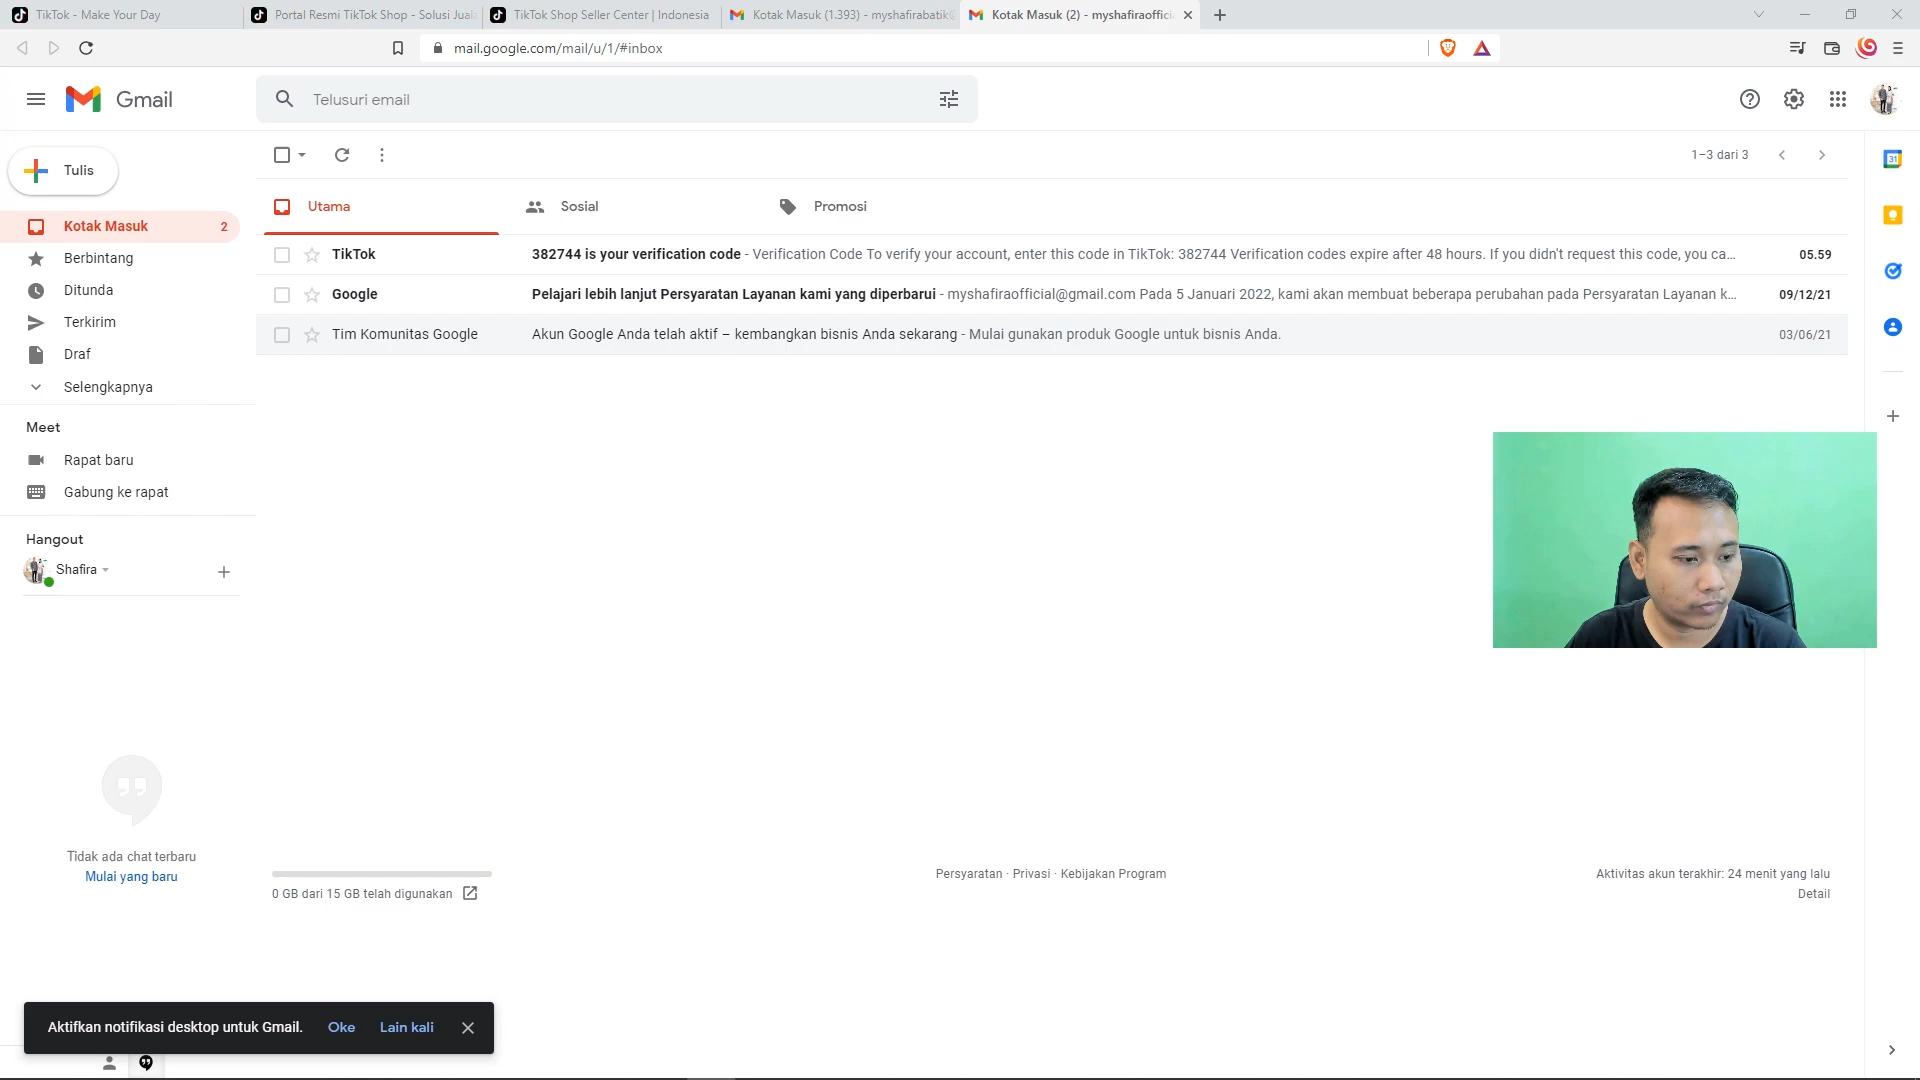 TikTok - Make Your Day
Portal Resmi TikTok Shop - Solusi Juala
TikTok Shop Seller Center | Indonesia
Kotak Masuk (1.393) - myshafirabatik@
Kotak Masuk (2) - myshafiraoffici
mail.google.com/mail/u/1/#inbox
Gmail
Telusuri email
Tulis
1–3 dari 3
Utama
Sosial
Promosi
Kotak Masuk 2
Berbintang
Ditunda
Terkirim
Draf
Selengkapnya
TikTok 382744 is your verification code - Verification Code To verify your account, enter this code in TikTok: 382744 Verification codes expire after 48 hours. If you didn't request this code, you ca... 05.59
Google Pelajari lebih lanjut Persyaratan Layanan kami yang diperbarui - myshafiraofficial@gmail.com Pada 5 Januari 2022, kami akan membuat beberapa perubahan pada Persyaratan Layanan k... 09/12/21
Tim Komunitas Google Akun Google Anda telah aktif – kembangkan bisnis Anda sekarang - Mulai gunakan produk Google untuk bisnis Anda. 03/06/21
Meet
Rapat baru
Gabung ke rapat
Hangout
Shafira
Tidak ada chat terbaru
Mulai yang baru
0 GB dari 15 GB telah digunakan
Persyaratan · Privasi · Kebijakan Program
Aktivitas akun terakhir: 24 menit yang lalu
Detail
Aktifkan notifikasi desktop untuk Gmail. Oke Lain kali
31